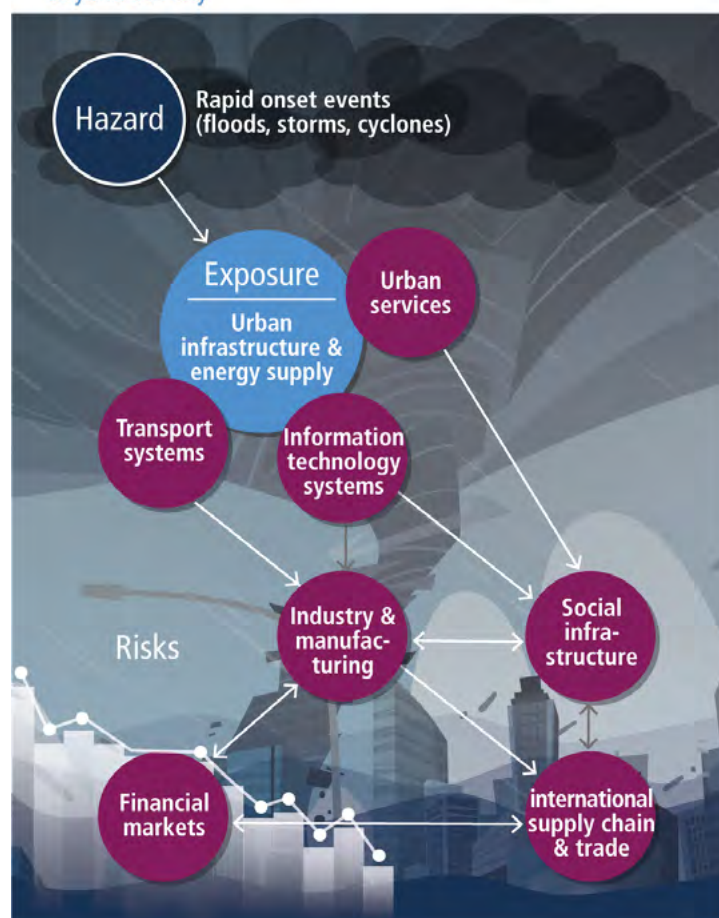 Hazard
Rapid onset events
(floods, storms, cyclones)
Exposure
Urban
infrastructure &
energy supply
Urban
services
Transport
systems
Information
technology
systems
Risks
Industry &
manufac-
turing
Social
infra-
structure
Financial
markets
international
supply chain
& trade